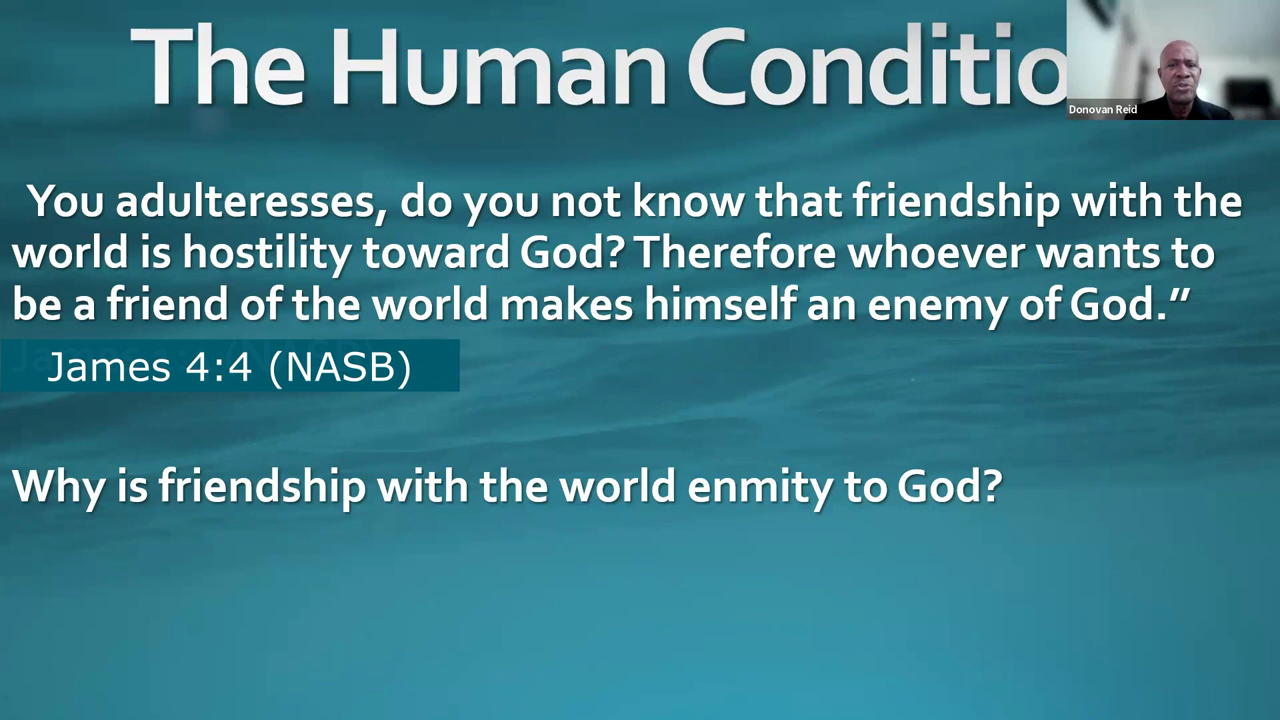 The Human Conditio
Donovan Reid
You adulteresses, do you not know that friendship with the
world is hostility toward God? Therefore whoever wants to
be a friend of the world makes himself an enemy of God.”
James 4:4 (NASB)
Why is friendship with the world enmity to God?